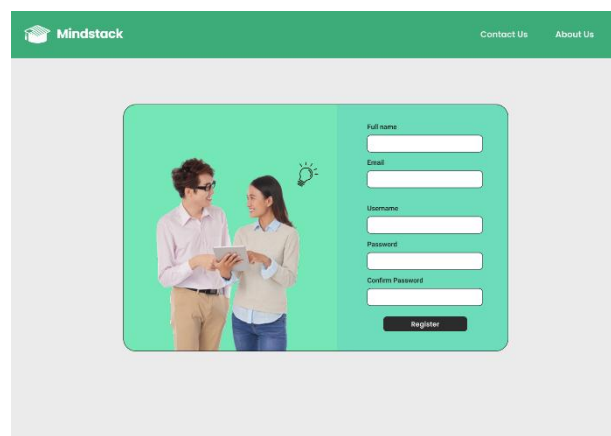 Mindstack
Contact Us
About Us
Full name
Email
Username
Password
Confirm Password
Register